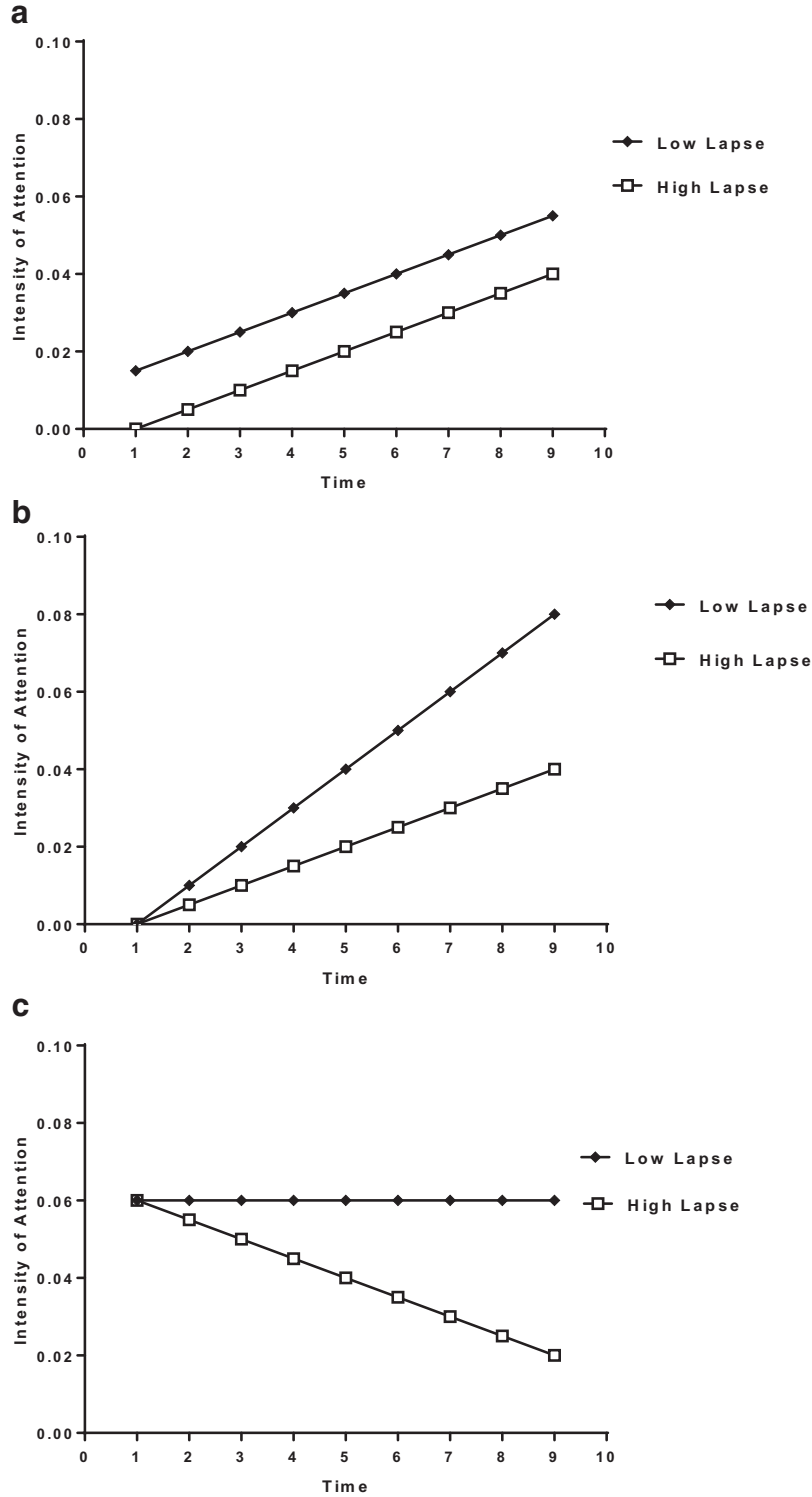 a
0.10
0.08
0.06
0.04
0.02
0.00
Intensity of Attention
0 1 2 3 4 5 6 7 8 9 10
Time
Low Lapse
High Lapse
b
0.10
0.08
0.06
0.04
0.02
0.00
Intensity of Attention
0 1 2 3 4 5 6 7 8 9 10
Time
Low Lapse
High Lapse
c
0.10
0.08
0.06
0.04
0.02
0.00
Intensity of Attention
0 1 2 3 4 5 6 7 8 9 10
Time
Low Lapse
High Lapse